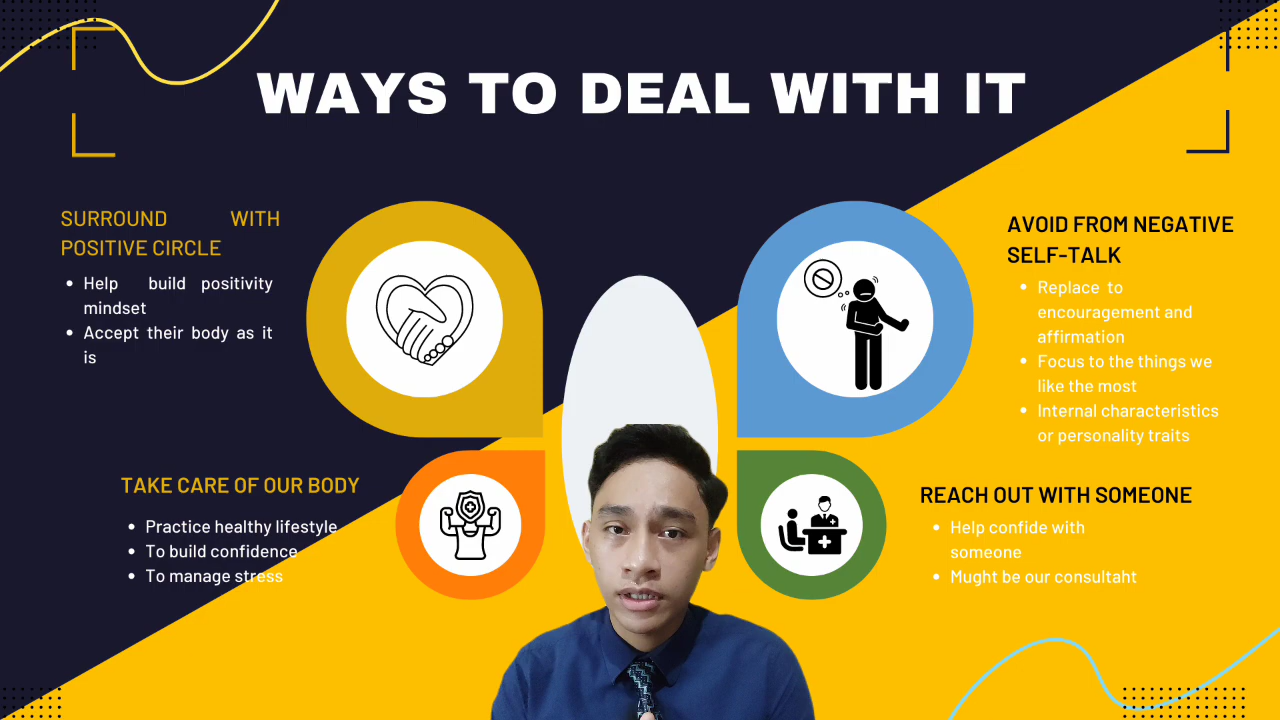 WAYS TO DEAL WITH IT
SURROUND WITH
POSITIVE CIRCLE
Help build positivity
mindset
Accept their body as it
is
AVOID FROM NEGATIVE
SELF-TALK
Replace to
encouragement and
affirmation
Focus to the things we
like the most
Internal characteristics
or personality traits
TAKE CARE OF OUR BODY
Practice healthy lifestyle
To build confidence
To manage stress
REACH OUT WITH SOMEONE
Help confide with
someone
Mught be our consultaht